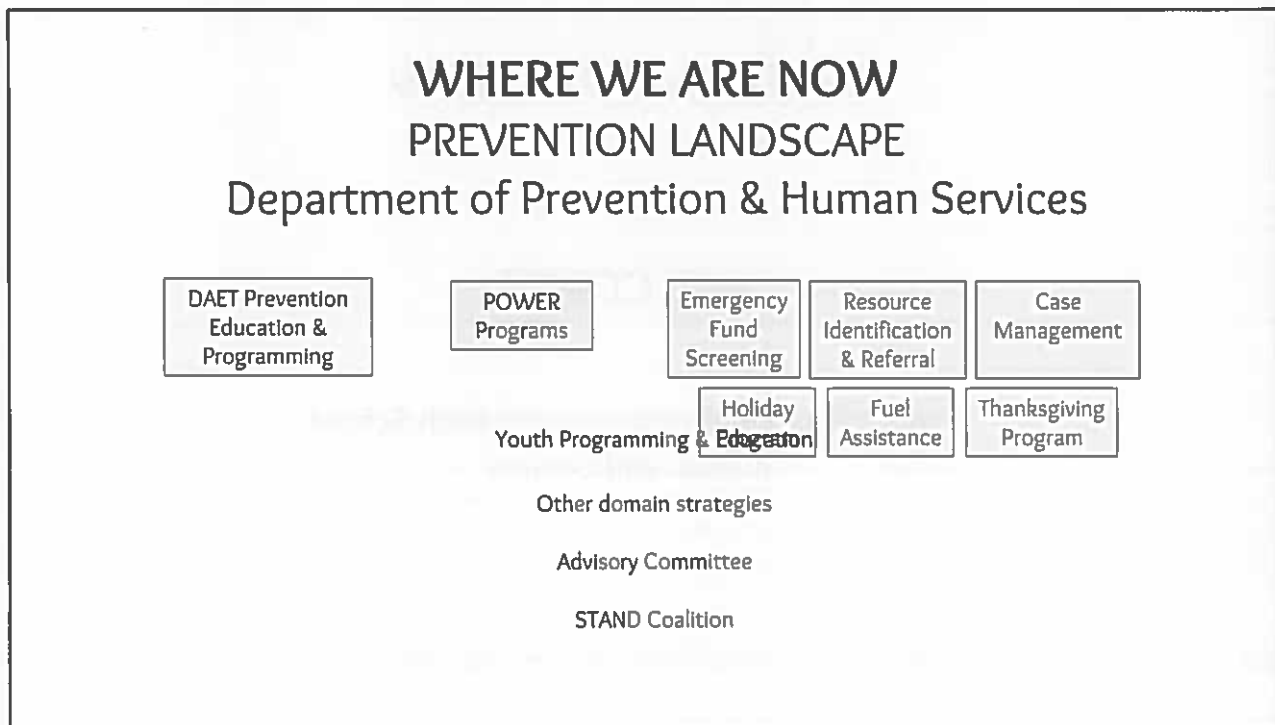 WHERE WE ARE NOW
PREVENTION LANDSCAPE
Department of Prevention & Human Services
DAET Prevention
Education &
Programming
POWER
Programs
Emergency
Fund
Screening
Resource
Identification
& Referral
Case
Management
Holiday
Program
Fuel
Assistance
Thanksgiving
Program
Youth Programming & Education
Other domain strategies
Advisory Committee
STAND Coalition